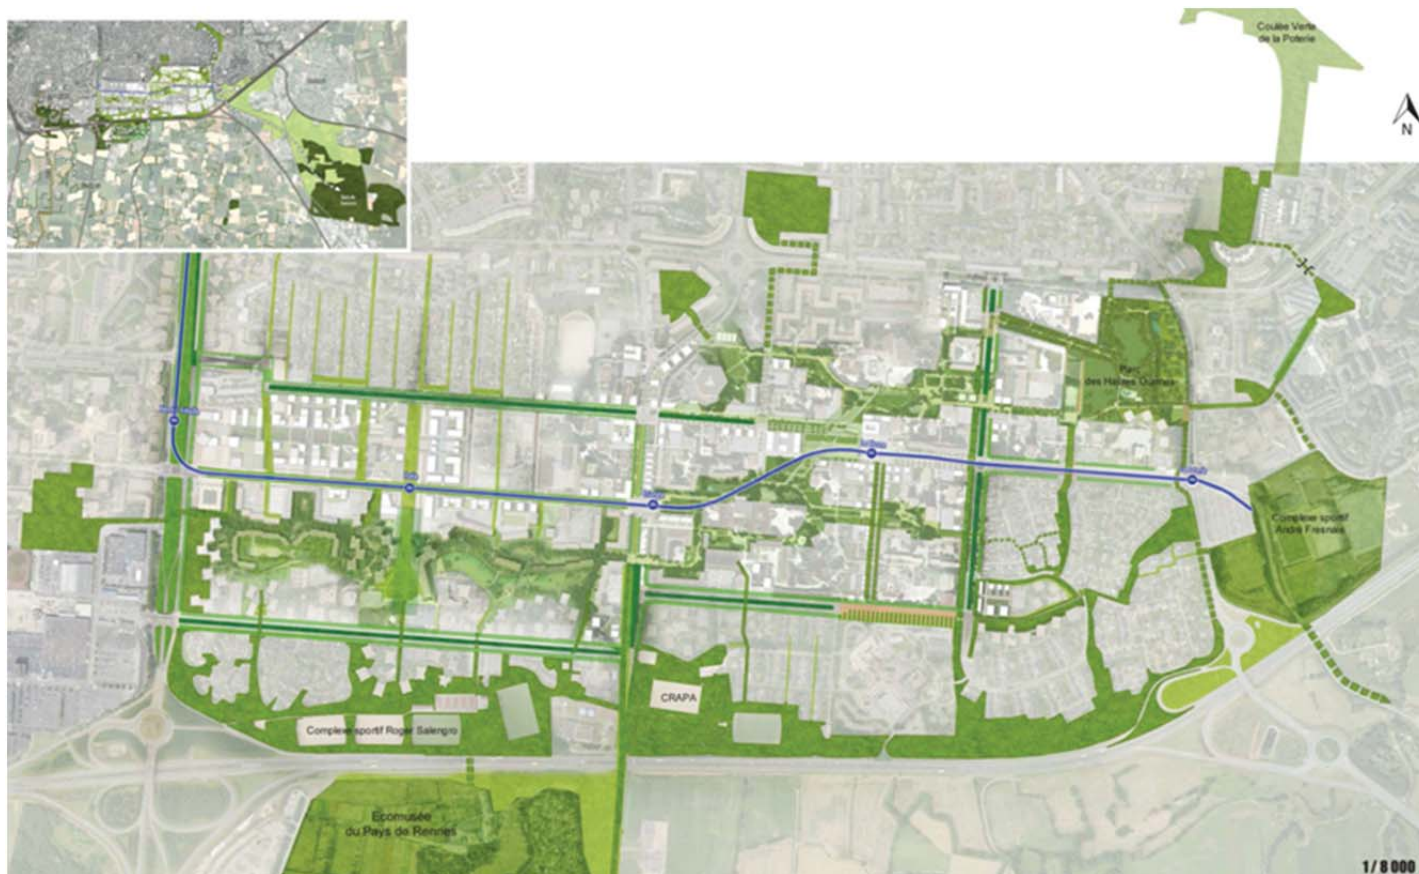 Coulée Verte
de la Poterie
N
Parc
des Hautes Ourmes
Complexe sportif
André Fresnais
CRAPA
Complexe sportif Roger Salengro
Ecomusée
du Pays de Rennes
1 / 8 000